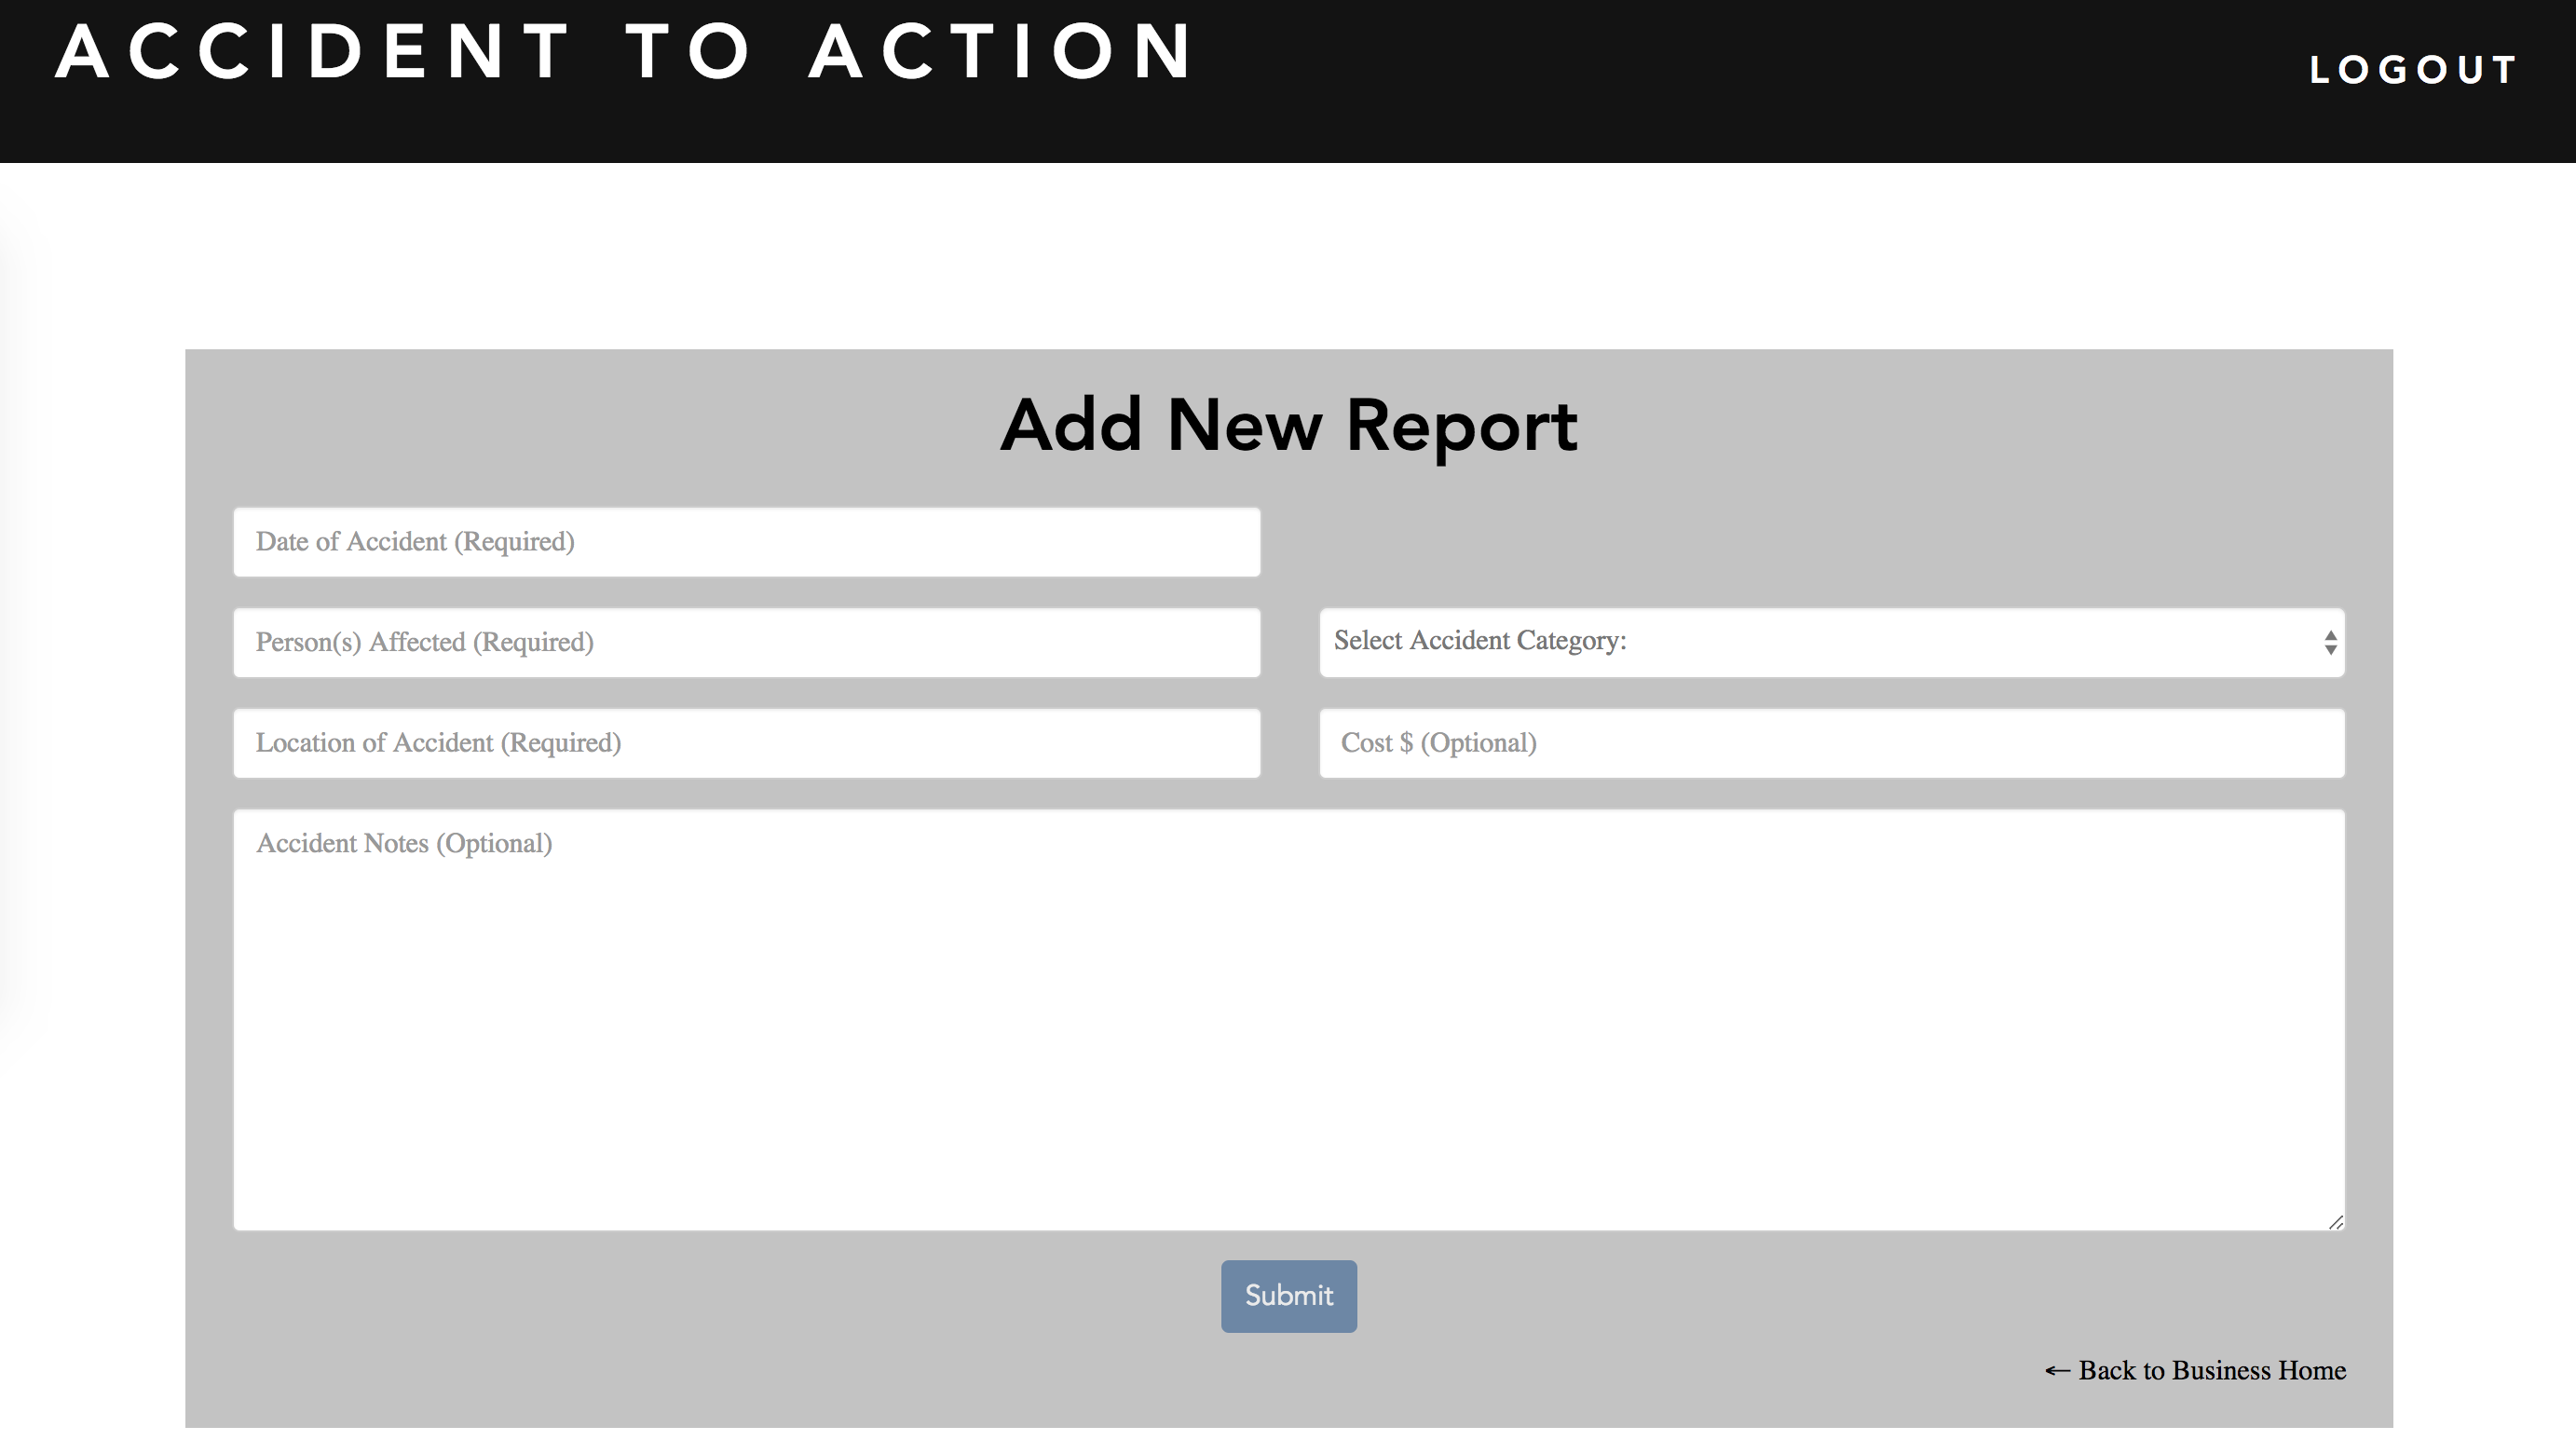 ACCIDENT TO ACTION
LOGOUT
Add New Report
Date of Accident (Required)
Person(s) Affected (Required)
Select Accident Category:
Location of Accident (Required)
Cost $ (Optional)
Accident Notes (Optional)
Submit
← Back to Business Home